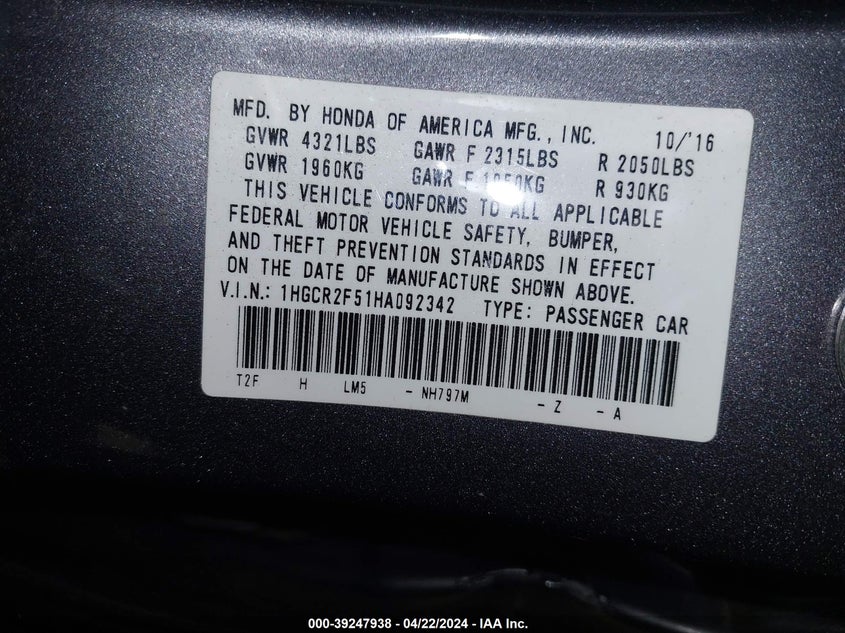 MFD. BY HONDA OF AMERICA MFG., INC. 10/'16
GVWR 4321LBS GAWR F 2315LBS R 2050LBS
GVWR 1960KG GAWR F 1050KG R 930KG
THIS VEHICLE CONFORMS TO ALL APPLICABLE
FEDERAL MOTOR VEHICLE SAFETY, BUMPER,
AND THEFT PREVENTION STANDARDS IN EFFECT
ON THE DATE OF MANUFACTURE SHOWN ABOVE.
V.I.N.: 1HGCR2F51HA092342 TYPE: PASSENGER CAR
T2F H LM5 - NH797M - Z - A
000-39247938 - 04/22/2024 - IAA Inc.